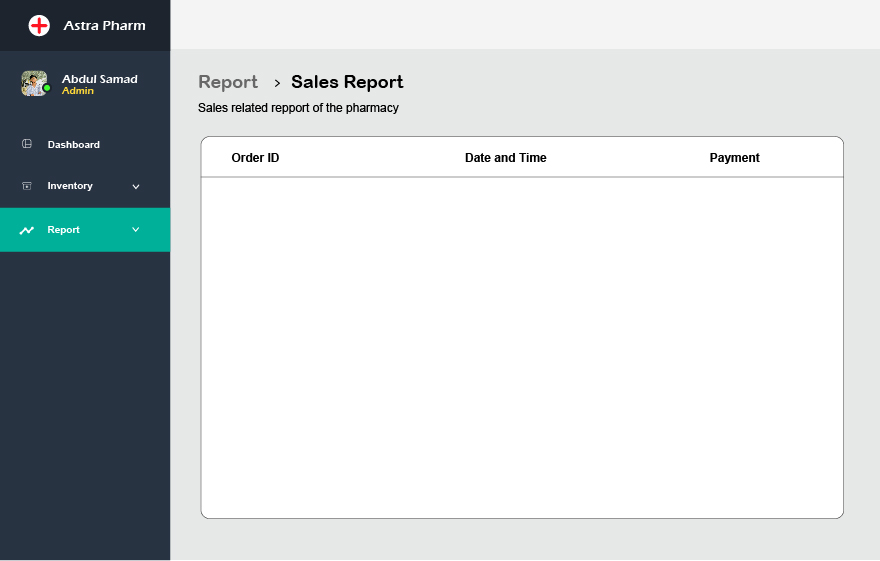 Astra Pharm
Abdul Samad
Admin
Dashboard
Inventory
Report
Report > Sales Report
Sales related repport of the pharmacy
Order ID Date and Time Payment